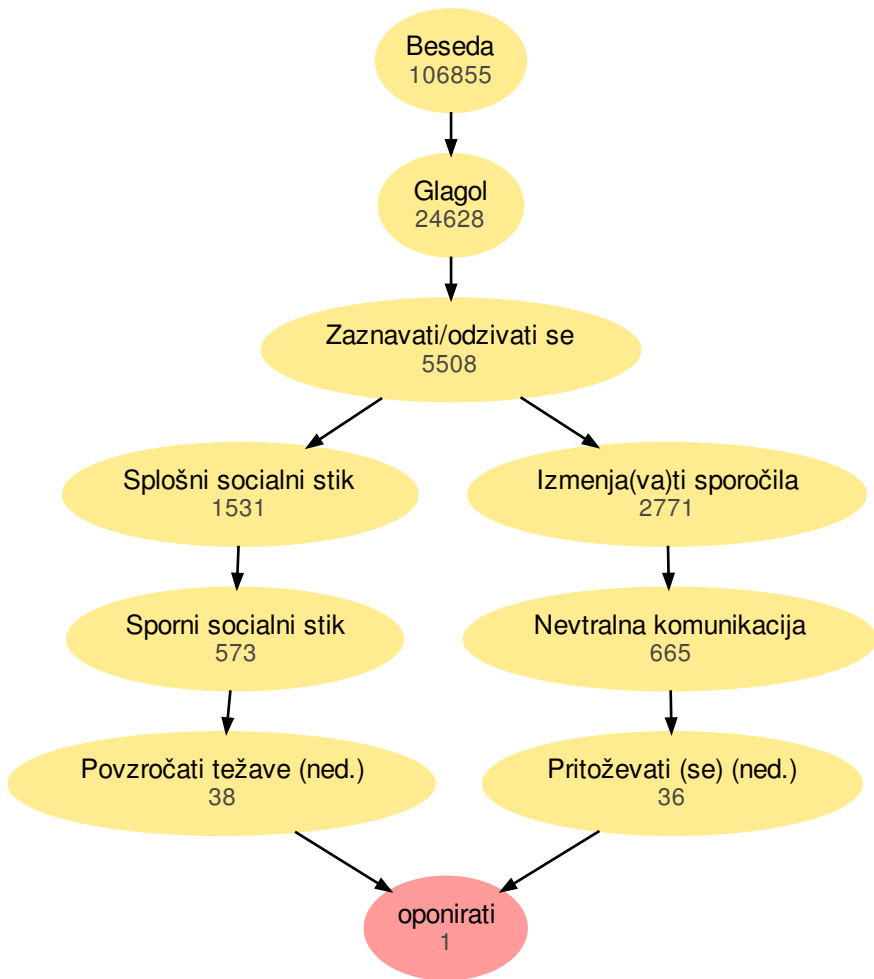 Beseda
106855
Glagol
24628
Zaznavati/odzivati se
5508
Splošni socialni stik
1531
Izmenja(va)ti sporočila
2771
Sporni socialni stik
573
Nevtralna komunikacija
665
Povzročati težave (ned.)
38
Pritoževati (se) (ned.)
36
oponirati
1